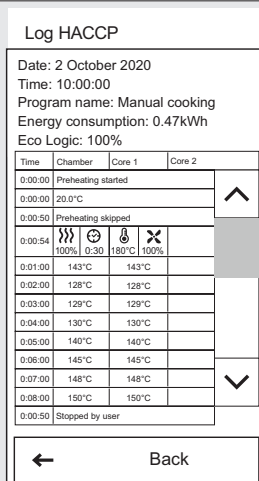 Log HACCP
Date: 2 October 2020
Time: 10:00:00
Program name: Manual cooking
Energy consumption: 0.47kWh
Eco Logic: 100%
Time Chamber Core 1 Core 2
0:00:00 Preheating started
0:00:00 20.0°C
0:00:50 Preheating skipped
0:00:54 100% 0:30 180°C 100%
0:01:00 143°C 143°C
0:02:00 128°C 128°C
0:03:00 129°C 129°C
0:04:00 130°C 130°C
0:05:00 140°C 140°C
0:06:00 145°C 145°C
0:07:00 148°C 148°C
0:08:00 150°C 150°C
0:00:50 Stopped by user
Back